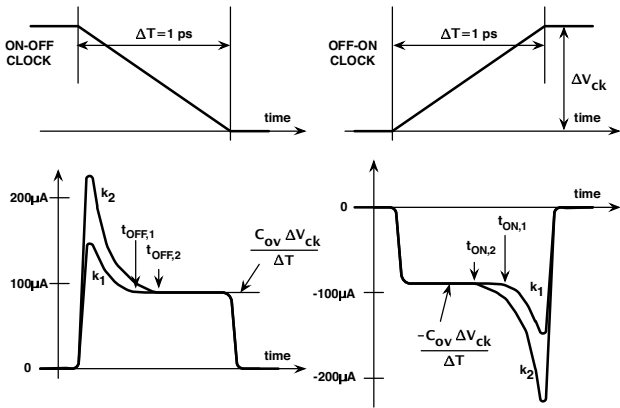 ON-OFF
CLOCK
ΔT=1 ps
time
OFF-ON
CLOCK
ΔT=1 ps
ΔVck
time
200µA
k2
tOFF,1
tOFF,2
k1
100µA
Cov ΔVck
ΔT
0
time
0
time
tON,1
tON,2
-100µA
k1
-Cov ΔVck
ΔT
k2
-200µA